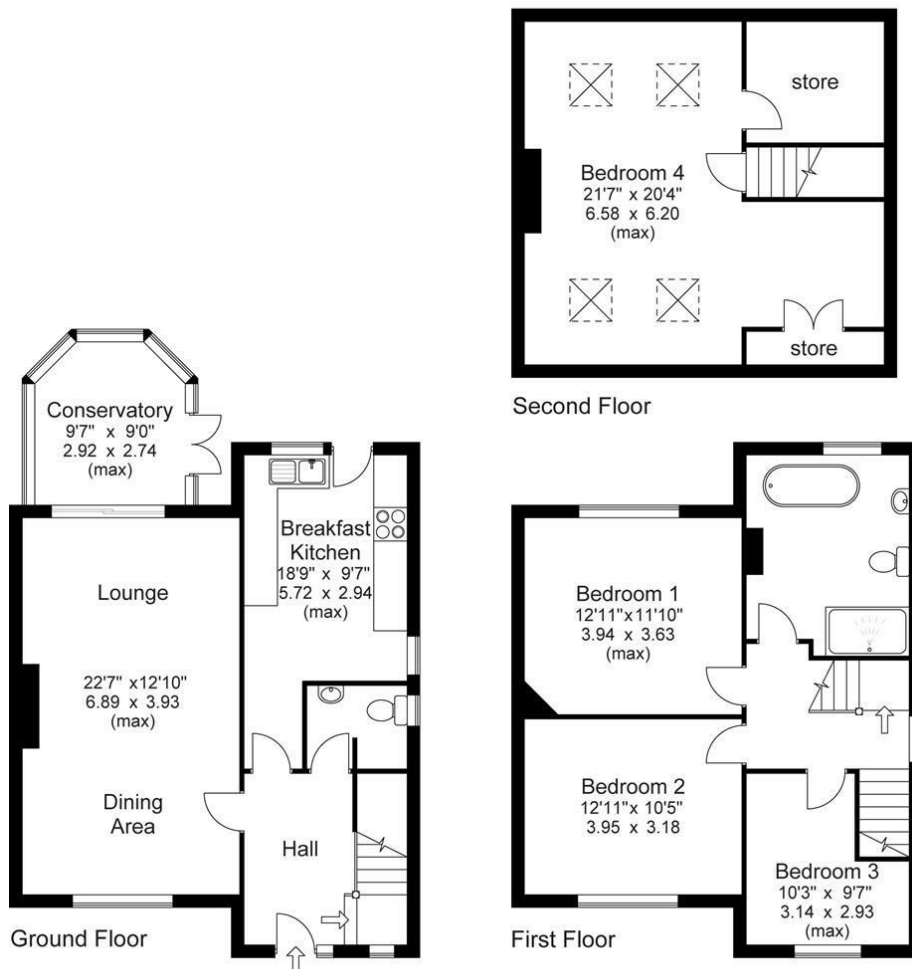 store
Bedroom 4
21'7" x 20'4"
6.58 x 6.20
(max)
store
Second Floor
Conservatory
9'7" x 9'0"
2.92 x 2.74
(max)
Breakfast
Kitchen
18'9" x 9'7"
5.72 x 2.94
(max)
Lounge
22'7" x12'10"
6.89 x 3.93
(max)
Dining
Area
Hall
Ground Floor
Bedroom 1
12'11"x11'10"
3.94 x 3.63
(max)
Bedroom 2
12'11"x 10'5"
3.95 x 3.18
Bedroom 3
10'3" x 9'7"
3.14 x 2.93
(max)
First Floor